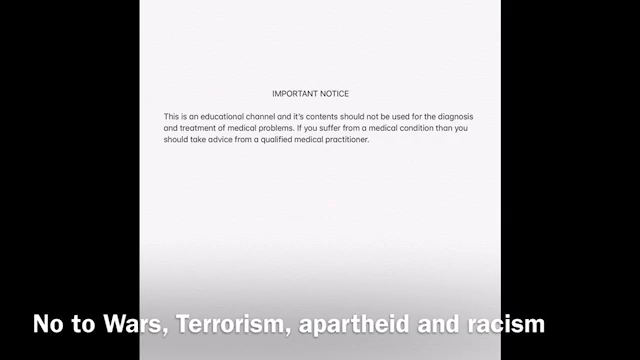 IMPORTANT NOTICE
This is an educational channel and it's contents should not be used for the diagnosis
and treatment of medical problems. If you suffer from a medical condition than you
should take advice from a qualified medical practitioner.
No to Wars, Terrorism, apartheid and racism